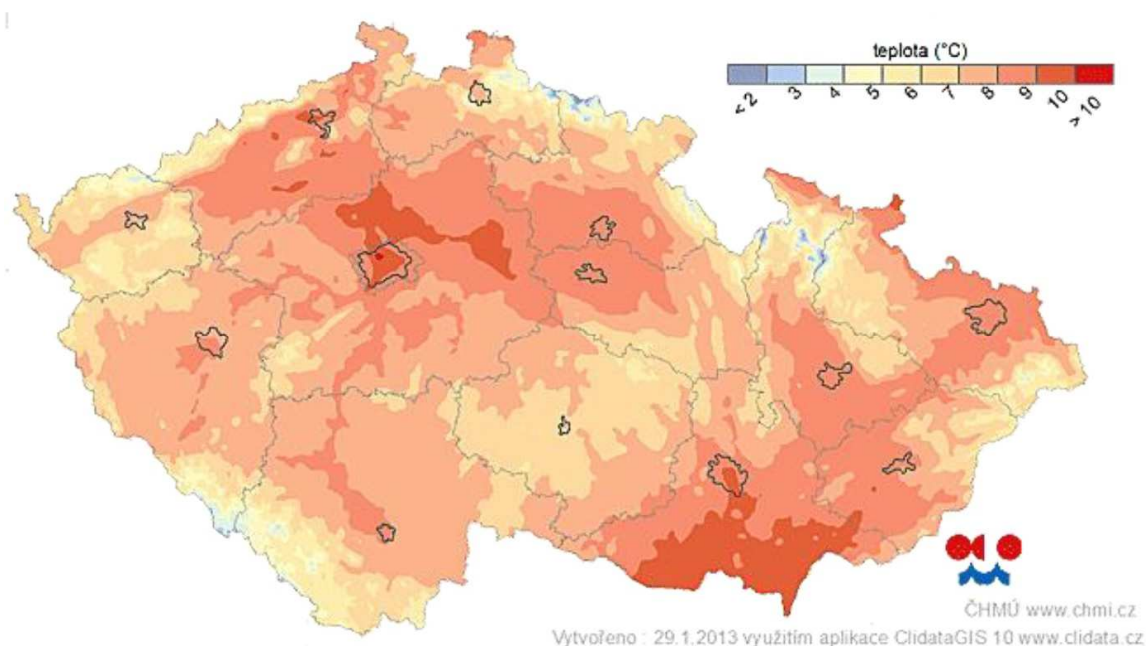 teplota (°C)
< 2 3 4 5 6 7 8 9 10 > 10
ČHMÚ www.chmi.cz
Vytvořeno : 29.1.2013 využitím aplikace ClidataGIS 10 www.clidata.cz